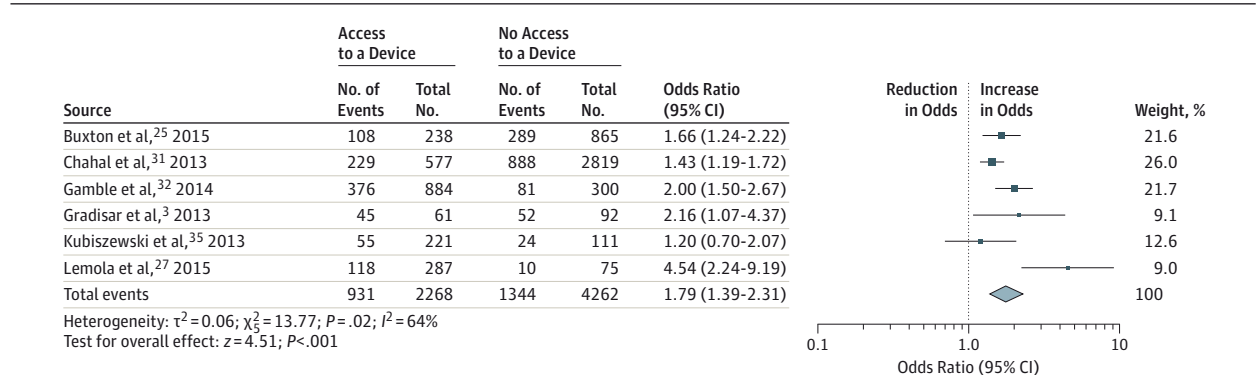 Access to a Device No Access to a Device
Source No. of Events Total No. No. of Events Total No. Odds Ratio (95% CI) Reduction in Odds Increase in Odds Weight, %
Buxton et al,25 2015 108 238 289 865 1.66 (1.24-2.22) 21.6
Chahal et al,31 2013 229 577 888 2819 1.43 (1.19-1.72) 26.0
Gamble et al,32 2014 376 884 81 300 2.00 (1.50-2.67) 21.7
Gradisar et al,3 2013 45 61 52 92 2.16 (1.07-4.37) 9.1
Kubiszewski et al,35 2013 55 221 24 111 1.20 (0.70-2.07) 12.6
Lemola et al,27 2015 118 287 10 75 4.54 (2.24-9.19) 9.0
Total events 931 2268 1344 4262 1.79 (1.39-2.31) 100
Heterogeneity: τ2=0.06; χ25=13.77; P=.02; I2=64%
Test for overall effect: z=4.51; P<.001
0.1 1.0 10
Odds Ratio (95% CI)